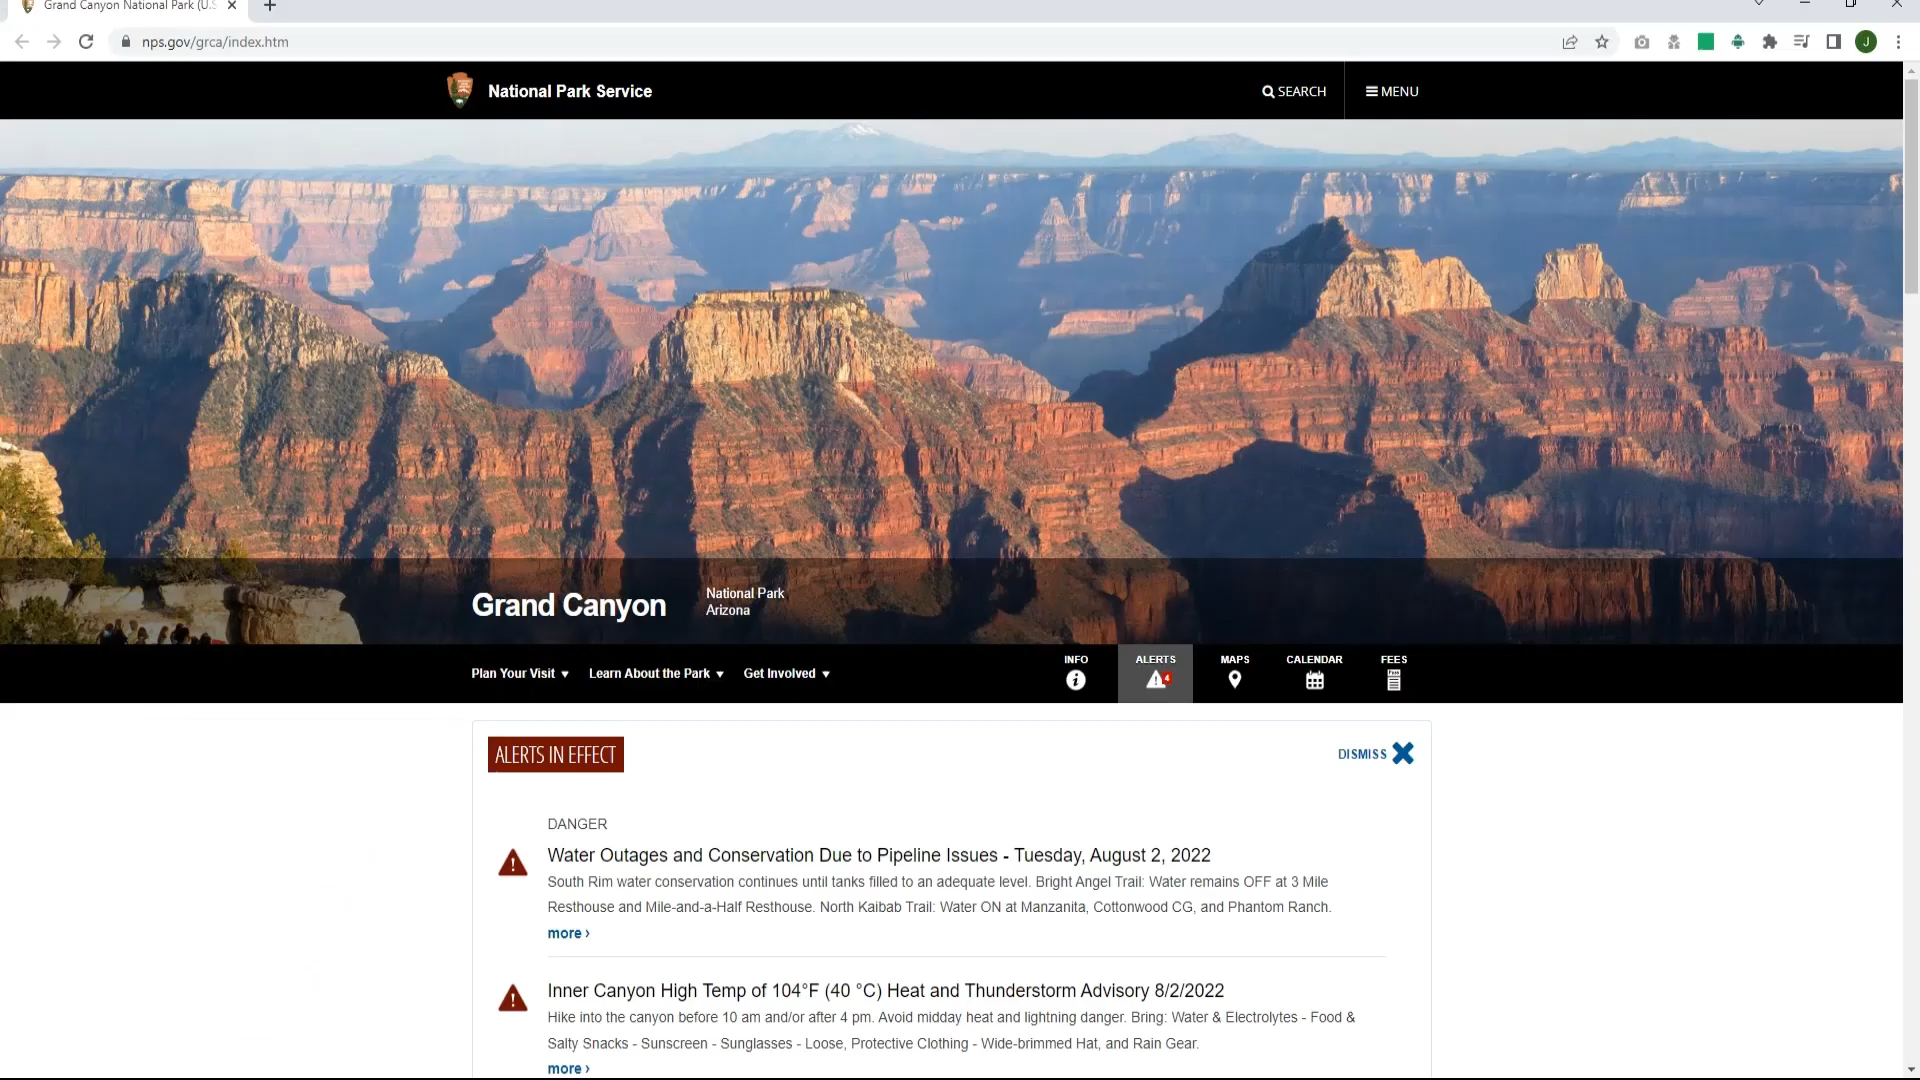 Grand Canyon National Park (U.S
nps.gov/grca/index.htm
J
National Park Service
SEARCH
MENU
Grand Canyon
National Park
Arizona
Plan Your Visit
Learn About the Park
Get Involved
INFO
ALERTS
4
MAPS
CALENDAR
FEES
ALERTS IN EFFECT
DISMISS
DANGER
Water Outages and Conservation Due to Pipeline Issues - Tuesday, August 2, 2022
South Rim water conservation continues until tanks filled to an adequate level. Bright Angel Trail: Water remains OFF at 3 Mile
Resthouse and Mile-and-a-Half Resthouse. North Kaibab Trail: Water ON at Manzanita, Cottonwood CG, and Phantom Ranch.
more ›
Inner Canyon High Temp of 104°F (40 °C) Heat and Thunderstorm Advisory 8/2/2022
Hike into the canyon before 10 am and/or after 4 pm. Avoid midday heat and lightning danger. Bring: Water & Electrolytes - Food &
Salty Snacks - Sunscreen - Sunglasses - Loose, Protective Clothing - Wide-brimmed Hat, and Rain Gear.
more ›